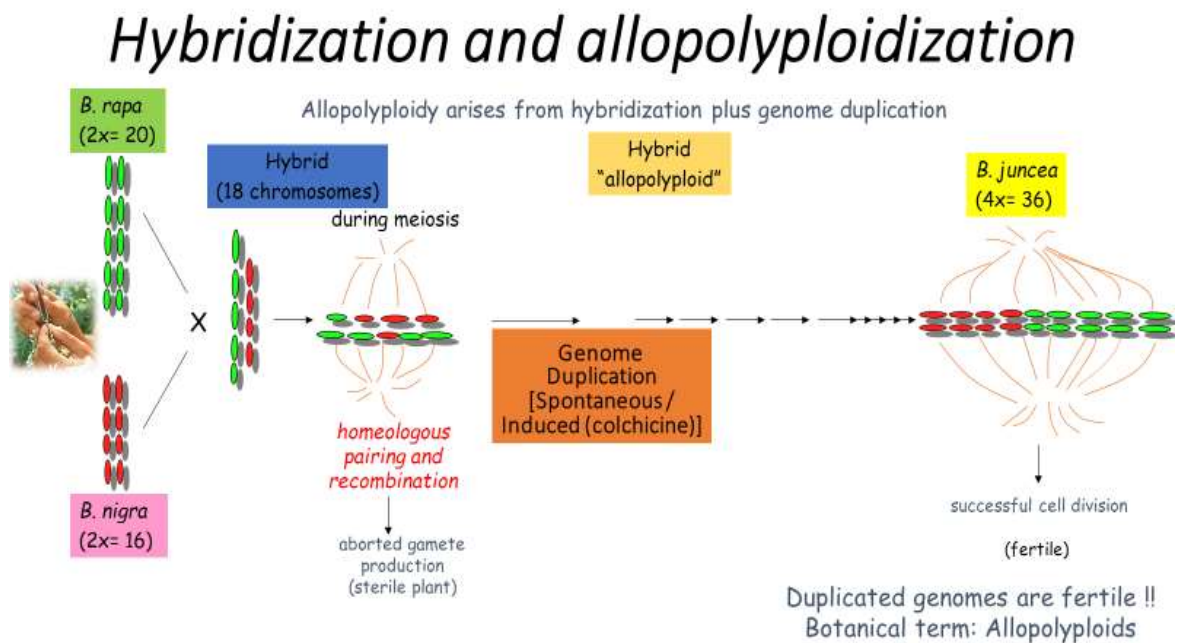 Hybridization and allopolyploidization
Allopolyploidy arises from hybridization plus genome duplication
B. rapa
(2x= 20)
Hybrid
(18 chromosomes)
during meiosis
Hybrid
“allopolyploid”
B. juncea
(4x= 36)
X
Genome
Duplication
[Spontaneous /
Induced (colchicine)]
homeologous
pairing and
recombination
B. nigra
(2x= 16)
aborted gamete
production
(sterile plant)
successful cell division
(fertile)
Duplicated genomes are fertile !!
Botanical term: Allopolyploids